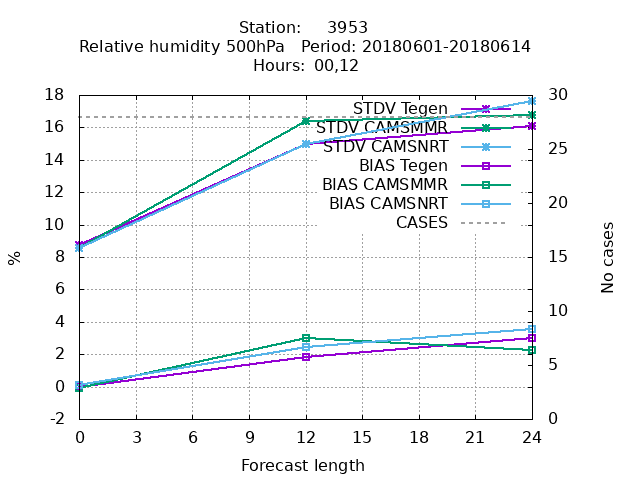 Station:     3953
Relative humidity 500hPa   Period: 20180601-20180614
Hours: 00,12
18 30
STDV Tegen
16 STDV CAMSMMR
STDV CAMSNRT 25
14 BIAS Tegen
12 BIAS CAMSMMR
BIAS CAMSNRT 20
10 CASES
8 15
6 10
4
2 5
0
-2 0
%
No cases
0 3 6 9 12 15 18 21 24
Forecast length